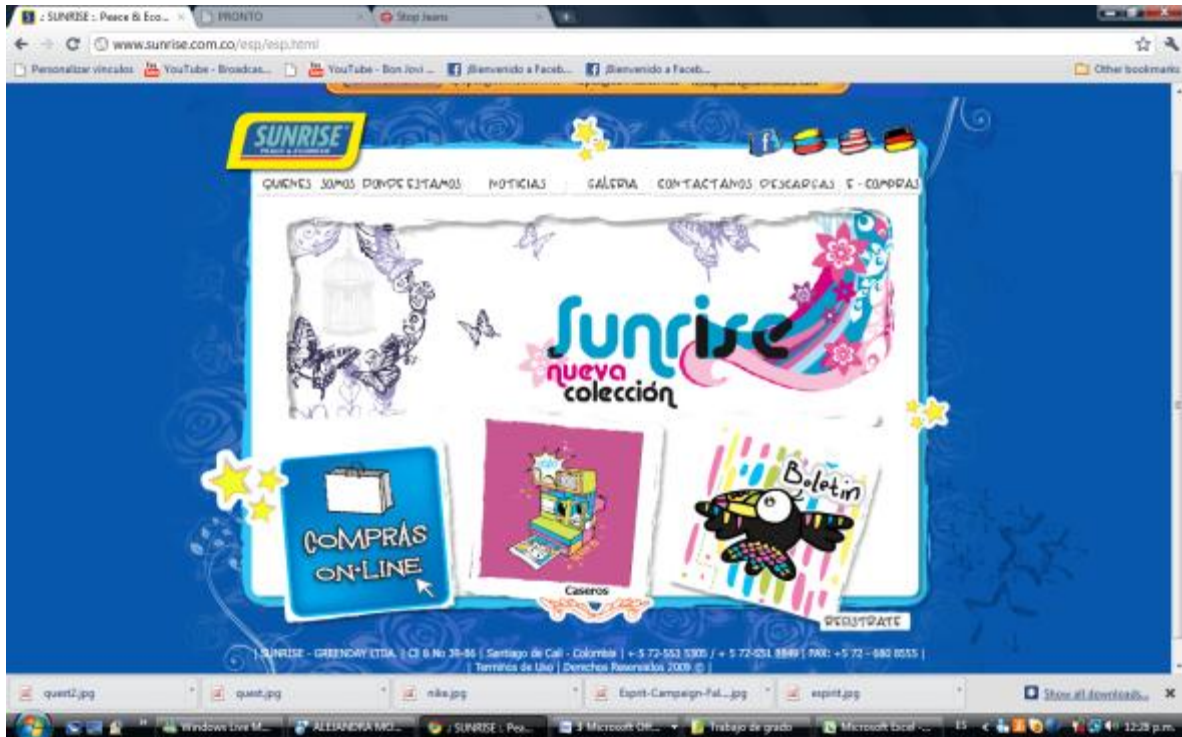 : SUNRISE :. Peace & Eco...
PRONTO
Stop Jeans
www.sunrise.com.co/esp/esp.html
Personalizar vínculos
YouTube - Broadcas...
YouTube - Bon Jovi ...
¡Bienvenido a Faceb...
¡Bienvenido a Faceb...
Other bookmarks
SUNRISE
QUIENES SOMOS DONDE ESTAMOS NOTICIAS GALERIA CONTACTANOS DESCARGAS E - COMPRAS
Sunrise
nueva
colección
Boletin
COMPRAS
ON-LINE
Caseros
REGISTRATE
| SUNRISE - GREENDAY LTDA. | Santiago de Cali - Colombia |
| Terminos de Uso | Derechos Reservados 2009 © |
quest2.jpg
quest.jpg
nike.jpg
Esprit-Campaign-Fal....jpg
espirit.jpg
Show all downloads...
Windows Live M...
ALEJANDRA MO...
: SUNRISE :. Pea...
3 Microsoft Off...
Trabajo de grado
Microsoft Excel -...
ES
12:28 p.m.